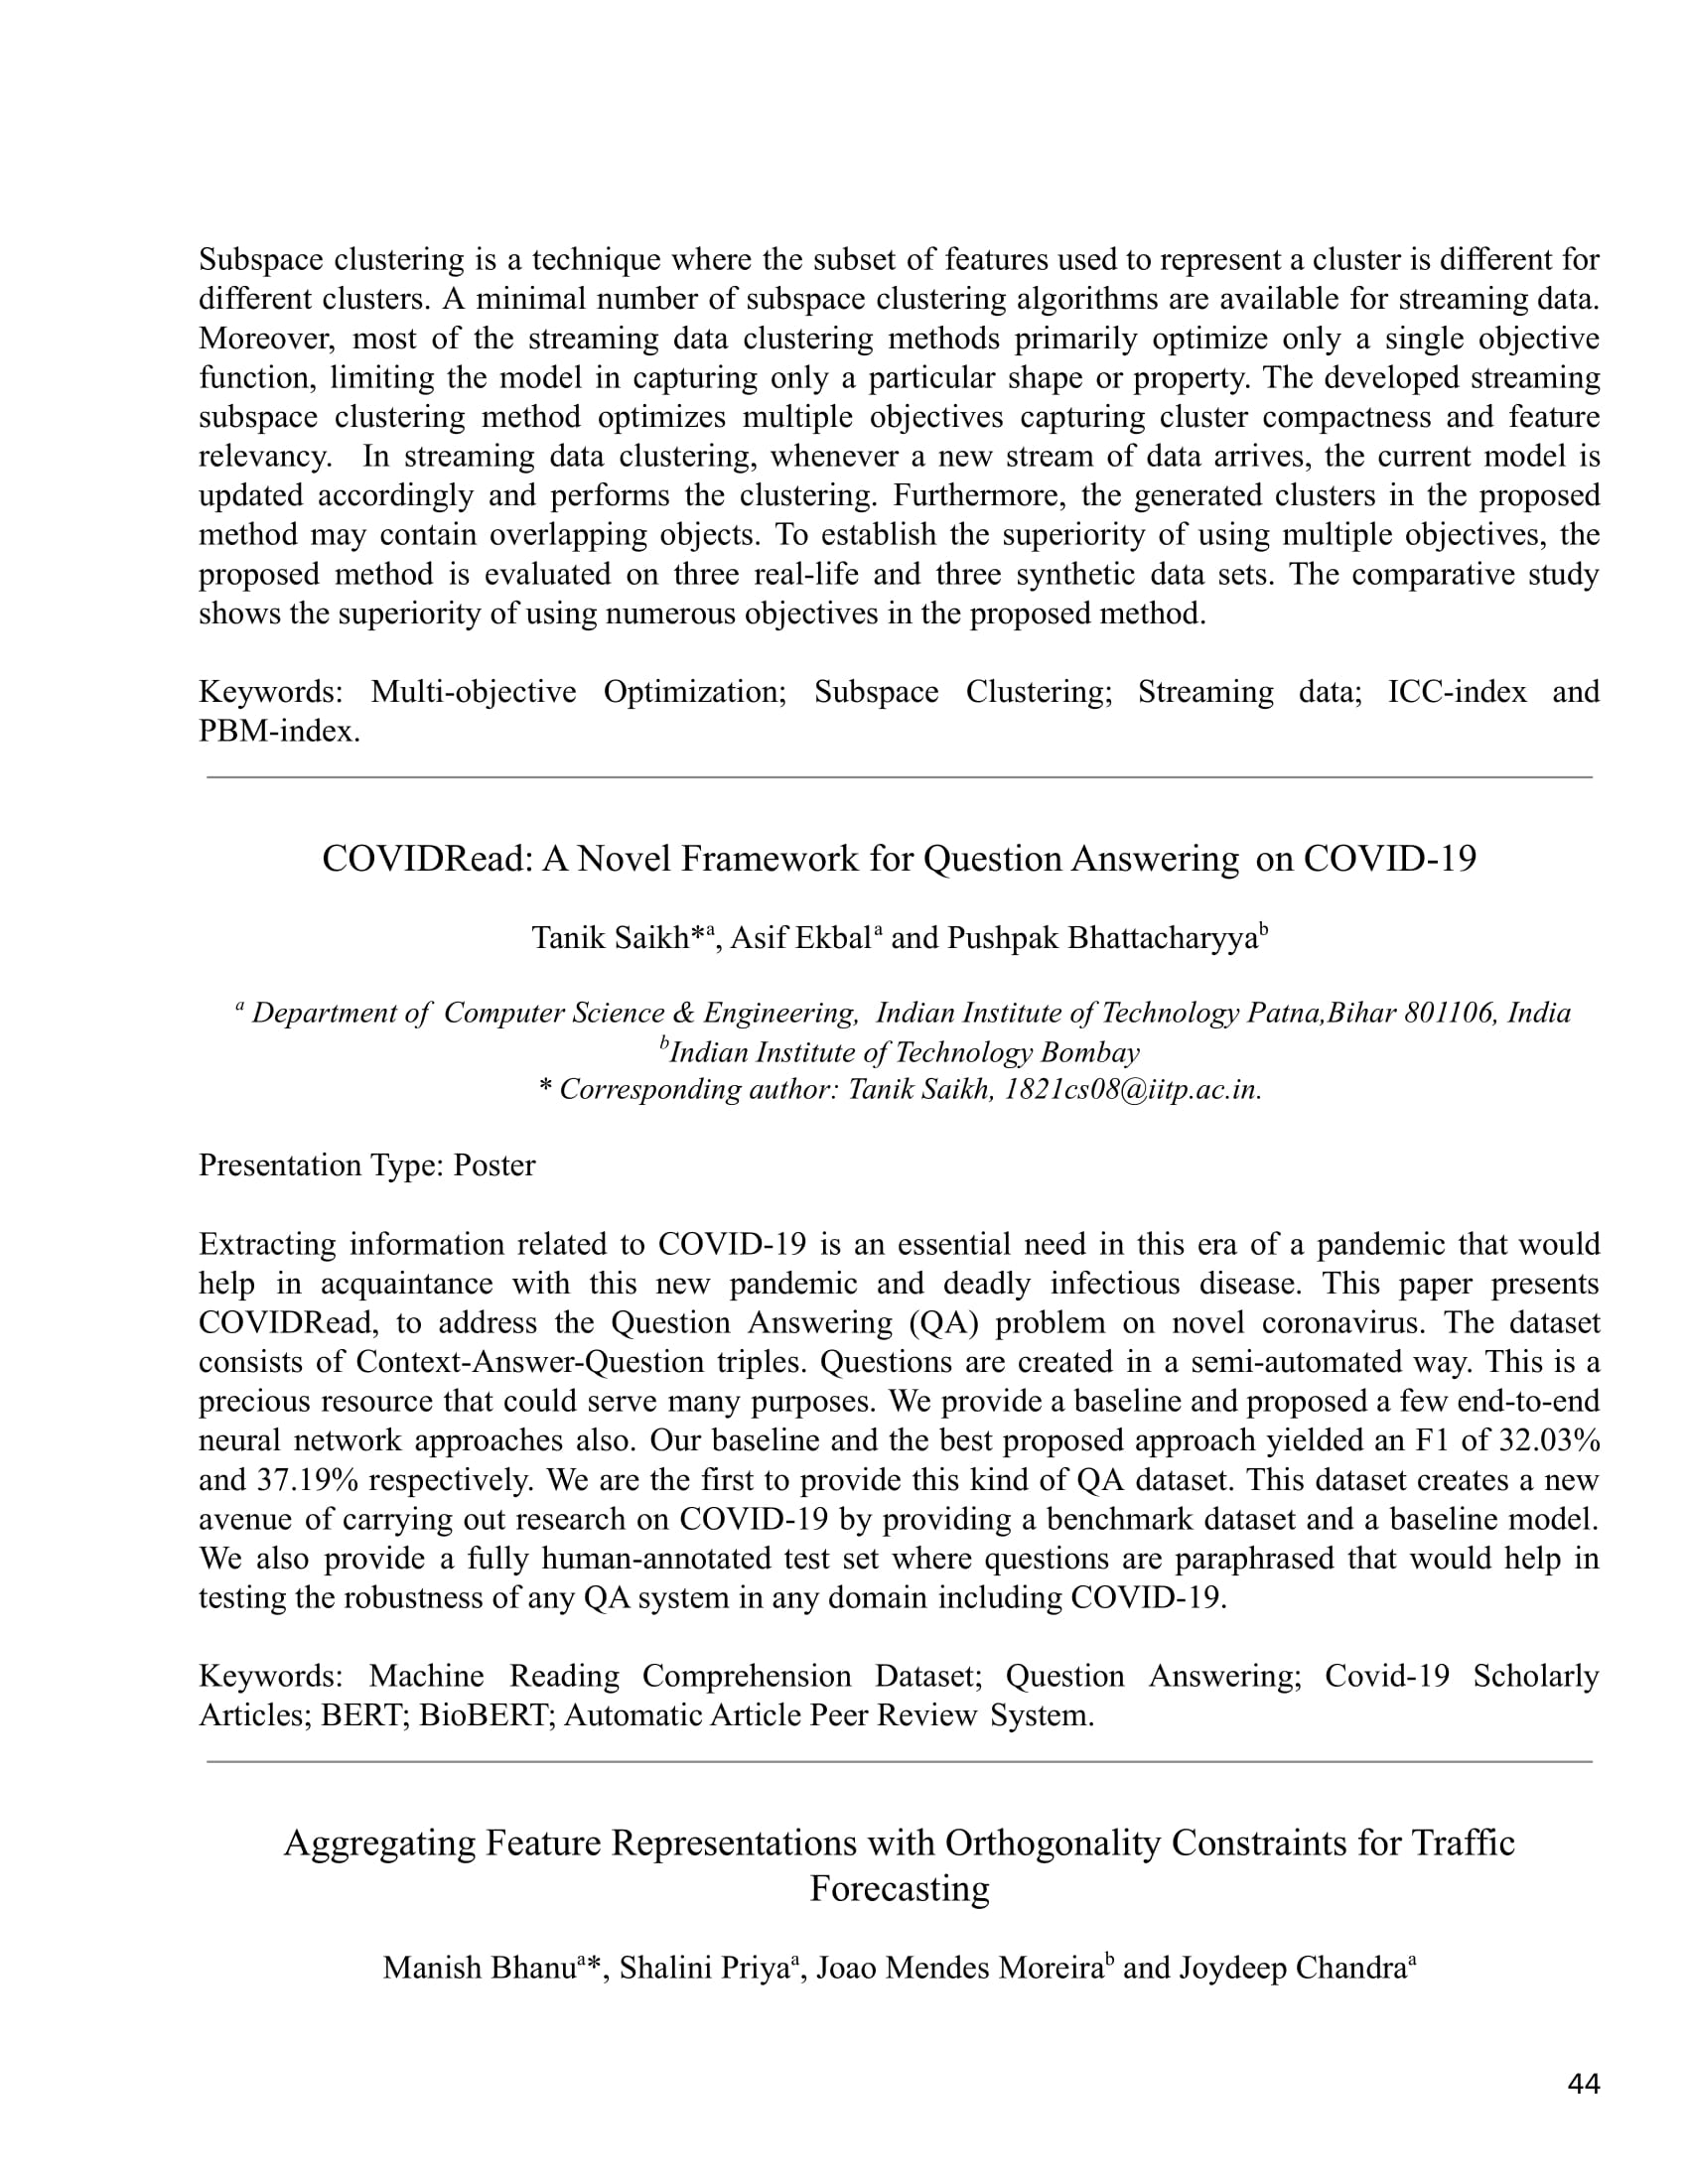 Subspace clustering is a technique where the subset of features used to represent a cluster is different for
different clusters. A minimal number of subspace clustering algorithms are available for streaming data.
Moreover, most of the streaming data clustering methods primarily optimize only a single objective
function, limiting the model in capturing only a particular shape or property. The developed streaming
subspace clustering method optimizes multiple objectives capturing cluster compactness and feature
relevancy. In streaming data clustering, whenever a new stream of data arrives, the current model is
updated accordingly and performs the clustering. Furthermore, the generated clusters in the proposed
method may contain overlapping objects. To establish the superiority of using multiple objectives, the
proposed method is evaluated on three real-life and three synthetic data sets. The comparative study
shows the superiority of using numerous objectives in the proposed method.
Keywords: Multi-objective Optimization; Subspace Clustering; Streaming data; ICC-index and
PBM-index.
COVIDRead: A Novel Framework for Question Answering on COVID-19
Tanik Saikh*ᵃ, Asif Ekbalᵃ and Pushpak Bhattacharyyaᵇ
ᵃ Department of Computer Science & Engineering, Indian Institute of Technology Patna,Bihar 801106, India
ᵇIndian Institute of Technology Bombay
* Corresponding author: Tanik Saikh, 1821cs08@iitp.ac.in.
Presentation Type: Poster
Extracting information related to COVID-19 is an essential need in this era of a pandemic that would
help in acquaintance with this new pandemic and deadly infectious disease. This paper presents
COVIDRead, to address the Question Answering (QA) problem on novel coronavirus. The dataset
consists of Context-Answer-Question triples. Questions are created in a semi-automated way. This is a
precious resource that could serve many purposes. We provide a baseline and proposed a few end-to-end
neural network approaches also. Our baseline and the best proposed approach yielded an F1 of 32.03%
and 37.19% respectively. We are the first to provide this kind of QA dataset. This dataset creates a new
avenue of carrying out research on COVID-19 by providing a benchmark dataset and a baseline model.
We also provide a fully human-annotated test set where questions are paraphrased that would help in
testing the robustness of any QA system in any domain including COVID-19.
Keywords: Machine Reading Comprehension Dataset; Question Answering; Covid-19 Scholarly
Articles; BERT; BioBERT; Automatic Article Peer Review System.
Aggregating Feature Representations with Orthogonality Constraints for Traffic
Forecasting
Manish Bhanuᵃ*, Shalini Priyaᵃ, Joao Mendes Moreiraᵇ and Joydeep Chandraᵃ
44